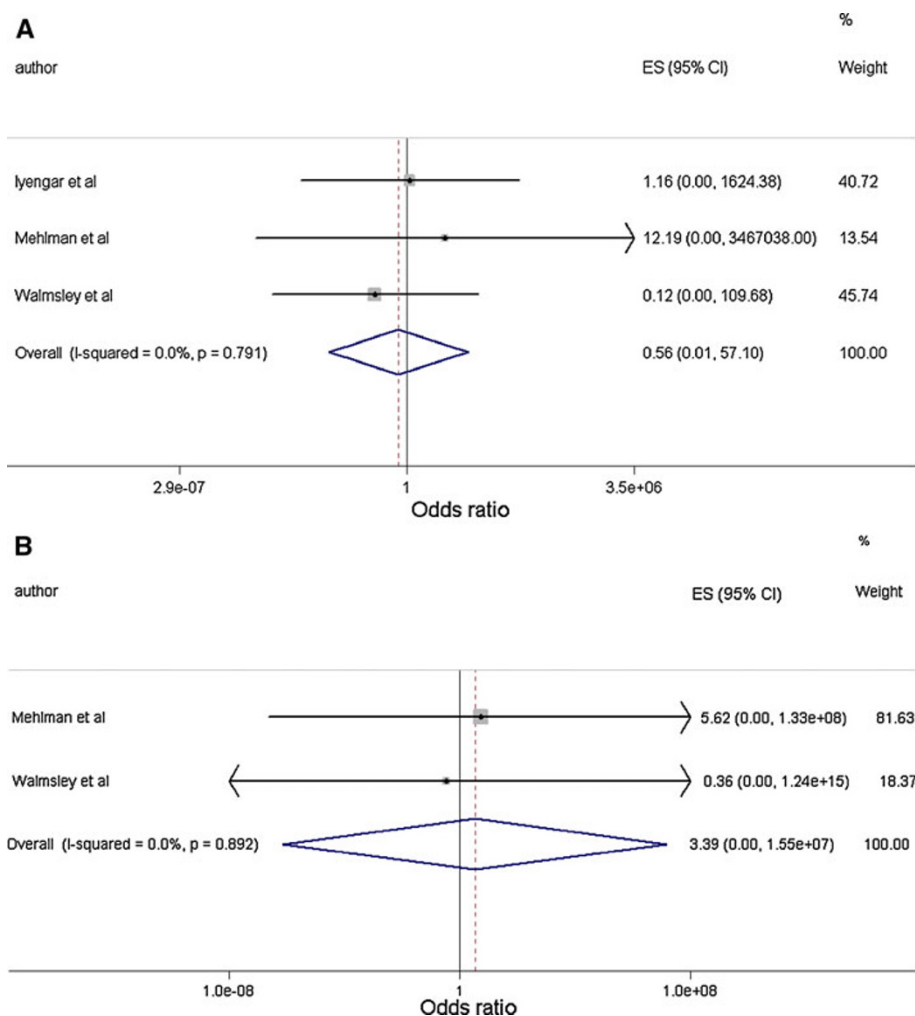 A
%
author ES (95% CI) Weight
Iyengar et al 1.16 (0.00, 1624.38) 40.72
Mehlman et al 12.19 (0.00, 3467038.00) 13.54
Walmsley et al 0.12 (0.00, 109.68) 45.74
Overall (I-squared = 0.0%, p = 0.791) 0.56 (0.01, 57.10) 100.00
2.9e-07 1 3.5e+06
Odds ratio
B
%
author ES (95% CI) Weight
Mehlman et al 5.62 (0.00, 1.33e+08) 81.63
Walmsley et al 0.36 (0.00, 1.24e+15) 18.37
Overall (I-squared = 0.0%, p = 0.892) 3.39 (0.00, 1.55e+07) 100.00
1.0e-08 1 1.0e+08
Odds ratio